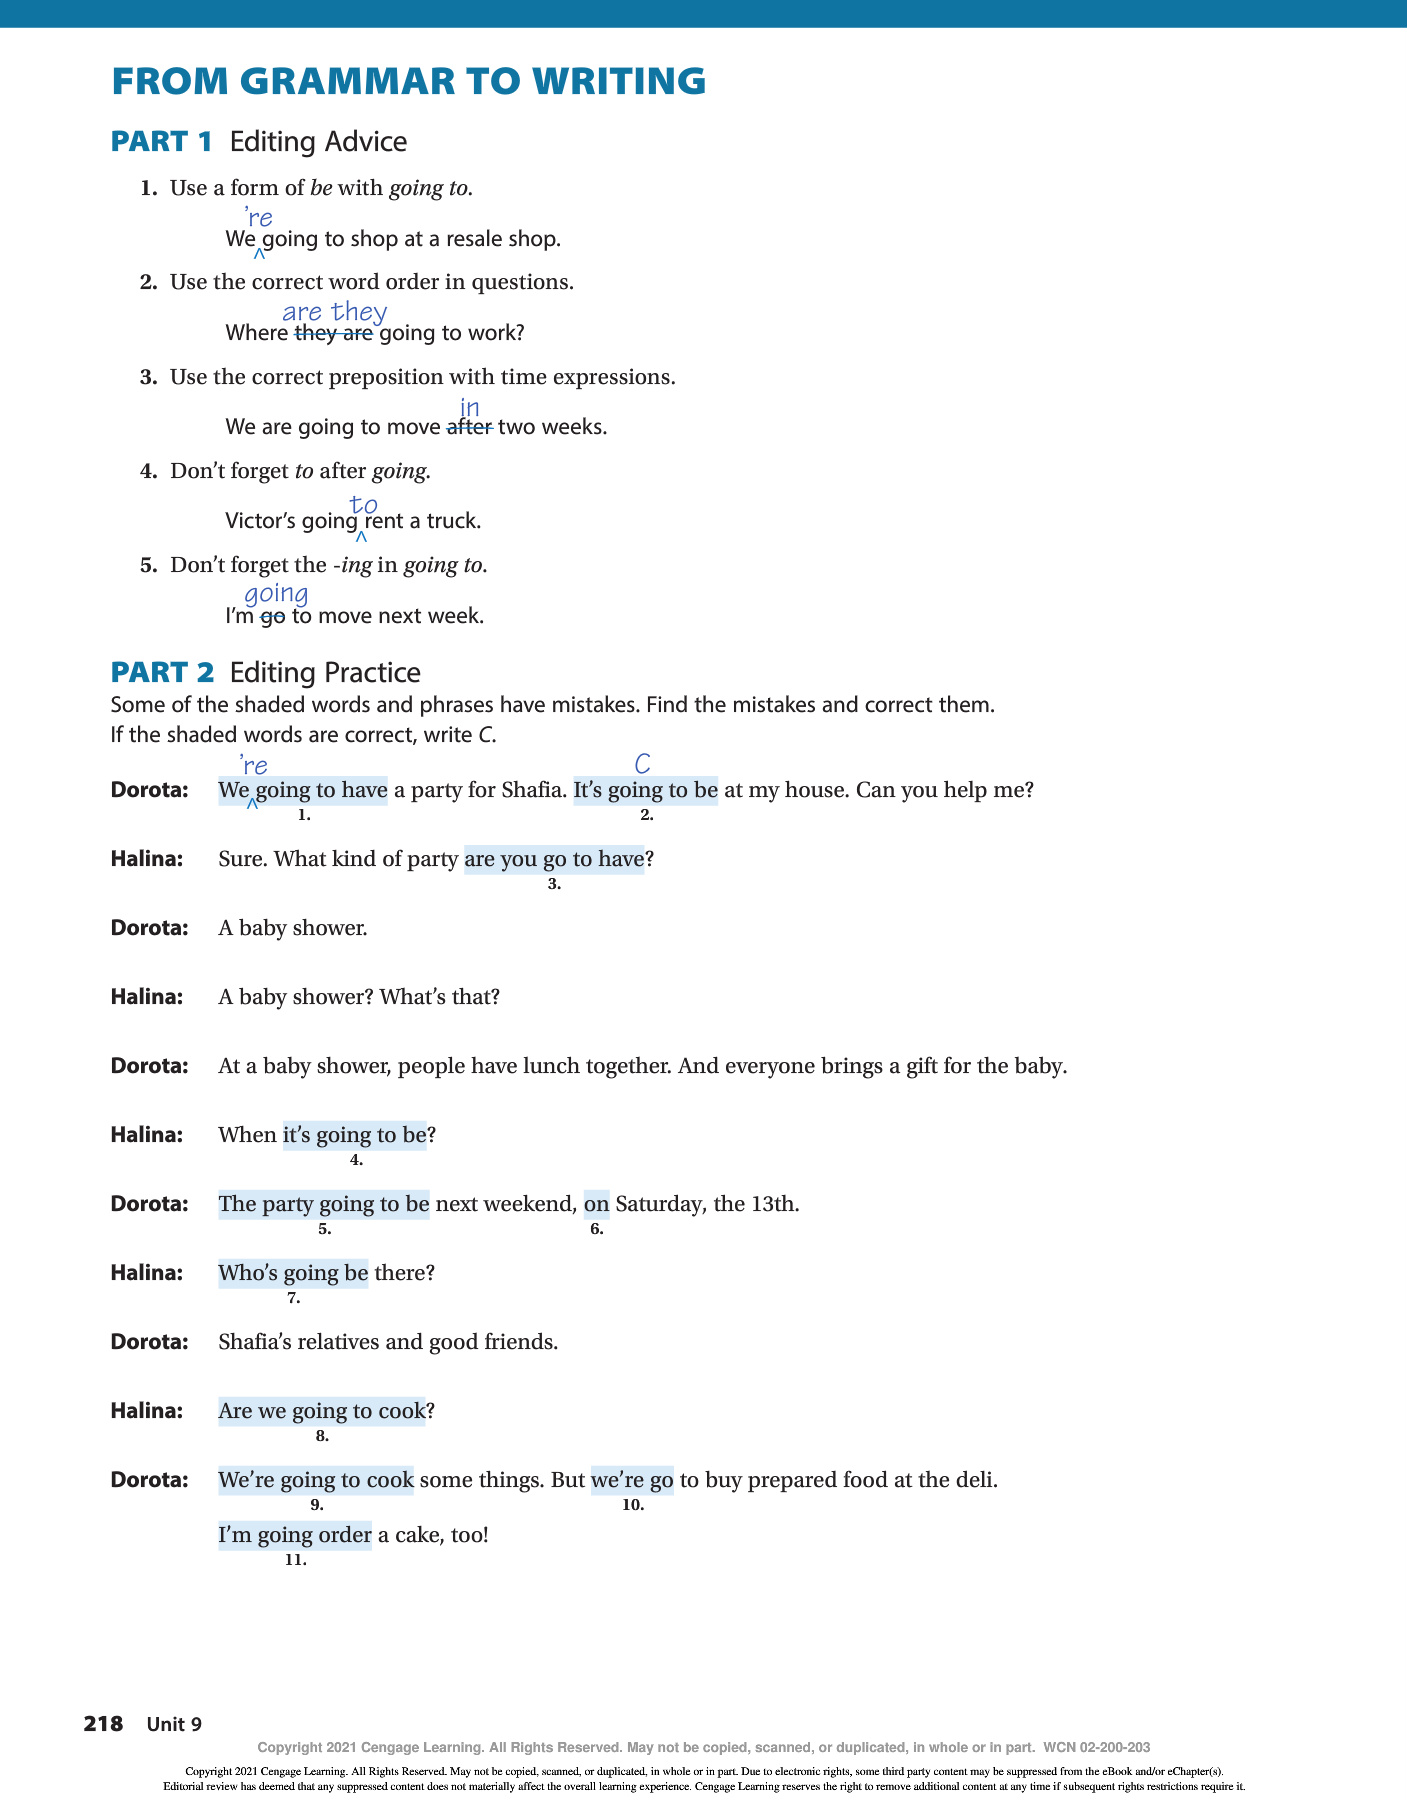 FROM GRAMMAR TO WRITING
PART 1 Editing Advice
1. Use a form of be with going to.
're
We ^ going to shop at a resale shop.
2. Use the correct word order in questions.
are they
Where they are going to work?
3. Use the correct preposition with time expressions.
in
We are going to move after two weeks.
4. Don't forget to after going.
to
Victor's going ^ rent a truck.
5. Don't forget the -ing in going to.
going
I'm go to move next week.
PART 2 Editing Practice
Some of the shaded words and phrases have mistakes. Find the mistakes and correct them.
If the shaded words are correct, write C.
're C
Dorota: We ^ going to have a party for Shafia. It's going to be at my house. Can you help me?
1. 2.
Halina: Sure. What kind of party are you go to have?
3.
Dorota: A baby shower.
Halina: A baby shower? What's that?
Dorota: At a baby shower, people have lunch together. And everyone brings a gift for the baby.
Halina: When it's going to be?
4.
Dorota: The party going to be next weekend, on Saturday, the 13th.
5. 6.
Halina: Who's going be there?
7.
Dorota: Shafia's relatives and good friends.
Halina: Are we going to cook?
8.
Dorota: We're going to cook some things. But we're go to buy prepared food at the deli.
9. 10.
I'm going order a cake, too!
11.
218 Unit 9
Copyright 2021 Cengage Learning. All Rights Reserved. May not be copied, scanned, or duplicated, in whole or in part. WCN 02-200-203
Copyright 2021 Cengage Learning. All Rights Reserved. May not be copied, scanned, or duplicated, in whole or in part. Due to electronic rights, some third party content may be suppressed from the eBook and/or eChapter(s).
Editorial review has deemed that any suppressed content does not materially affect the overall learning experience. Cengage Learning reserves the right to remove additional content at any time if subsequent rights restrictions require it.